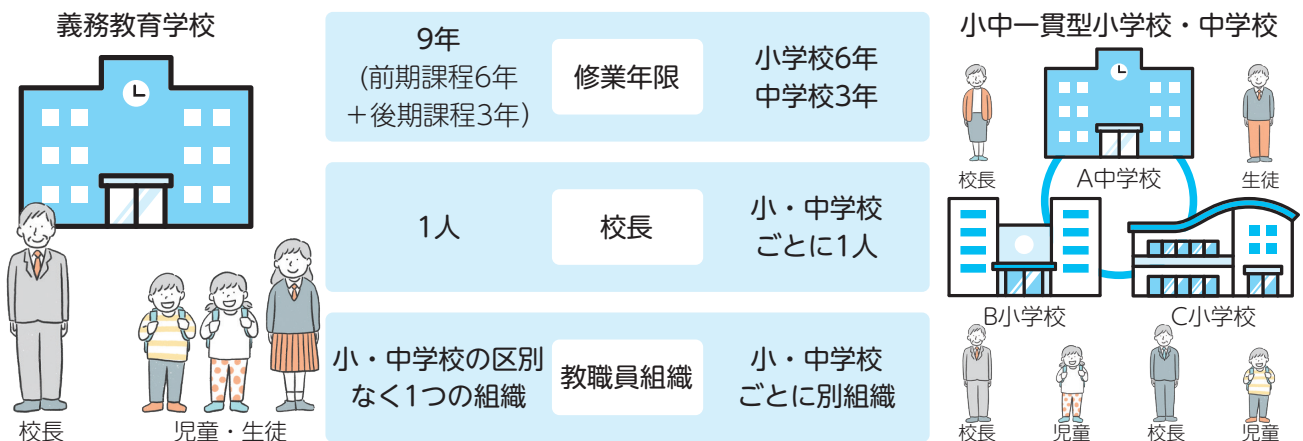 義務教育学校
校長
児童・生徒
9年
(前期課程6年
＋後期課程3年)
修業年限
小学校6年
中学校3年
1人
校長
小・中学校
ごとに1人
小・中学校の区別
なく1つの組織
教職員組織
小・中学校
ごとに別組織
小中一貫型小学校・中学校
校長
A中学校
生徒
B小学校
C小学校
校長
児童
校長
児童